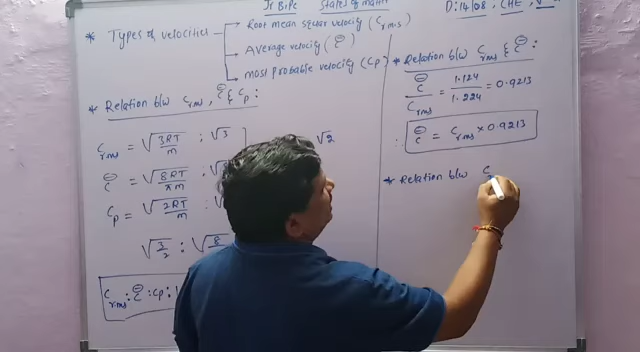 Jr BiPC States of matter
D: 14/08, CHE,
* Types of velocities → Root mean square velocity (C r.m.s)
→ Average velocity (C̄)
→ most probable velocity (Cp)
* Relation b/w Crms, C̄ & Cp :
Crms = √3RT/m : √3
C̄ = √8RT/πm : √8
Cp = √2RT/m
√2
√3/2 : √8
Crms : C̄ : Cp : 1
* Relation b/w Crms & C̄ :
C̄/Crms = 1.124/1.224 = 0.9213
∴ C̄ = Crms × 0.9213
* Relation b/w C